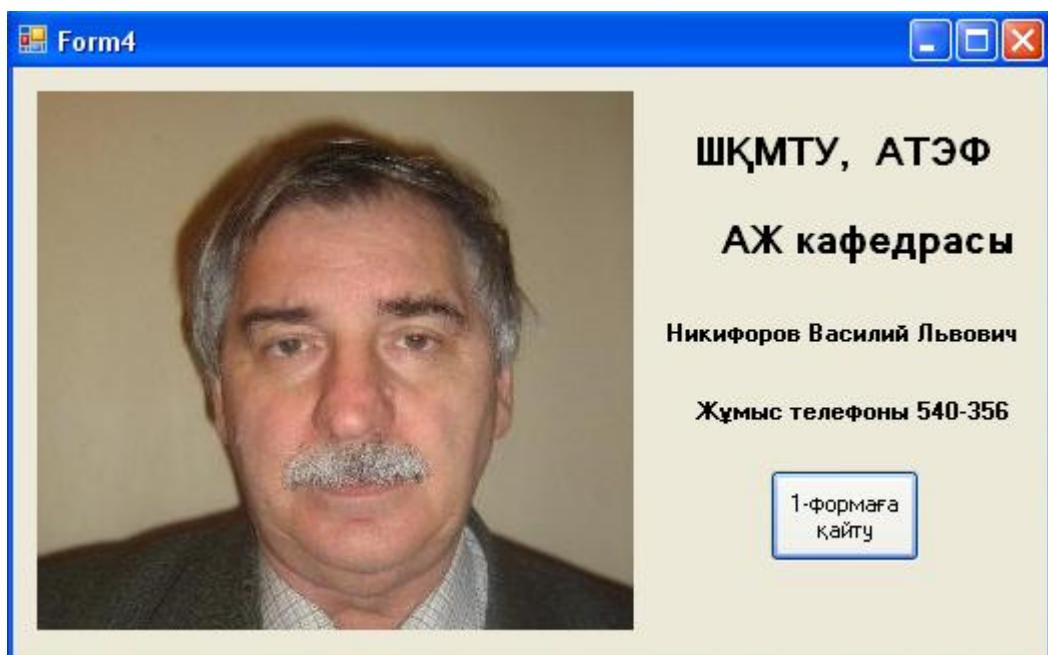 Form4
ШҚМТУ, АТЭФ
АЖ кафедрасы
Никифоров Василий Львович
Жұмыс телефоны 540-356
1-формаға
қайту